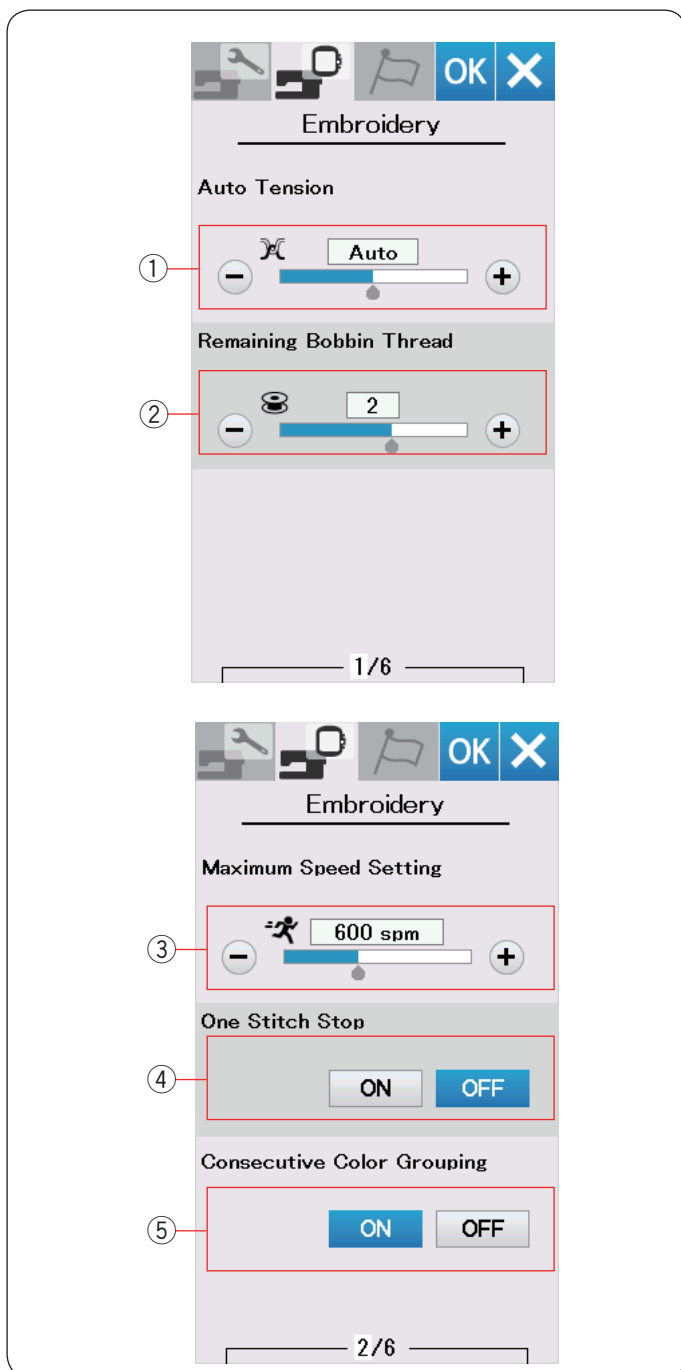 OK
Embroidery
Auto Tension
① Auto
− +
Remaining Bobbin Thread
② 2
− +
1/6
OK
Embroidery
Maximum Speed Setting
③ 600 spm
− +
One Stitch Stop
④ ON OFF
Consecutive Color Grouping
⑤ ON OFF
2/6